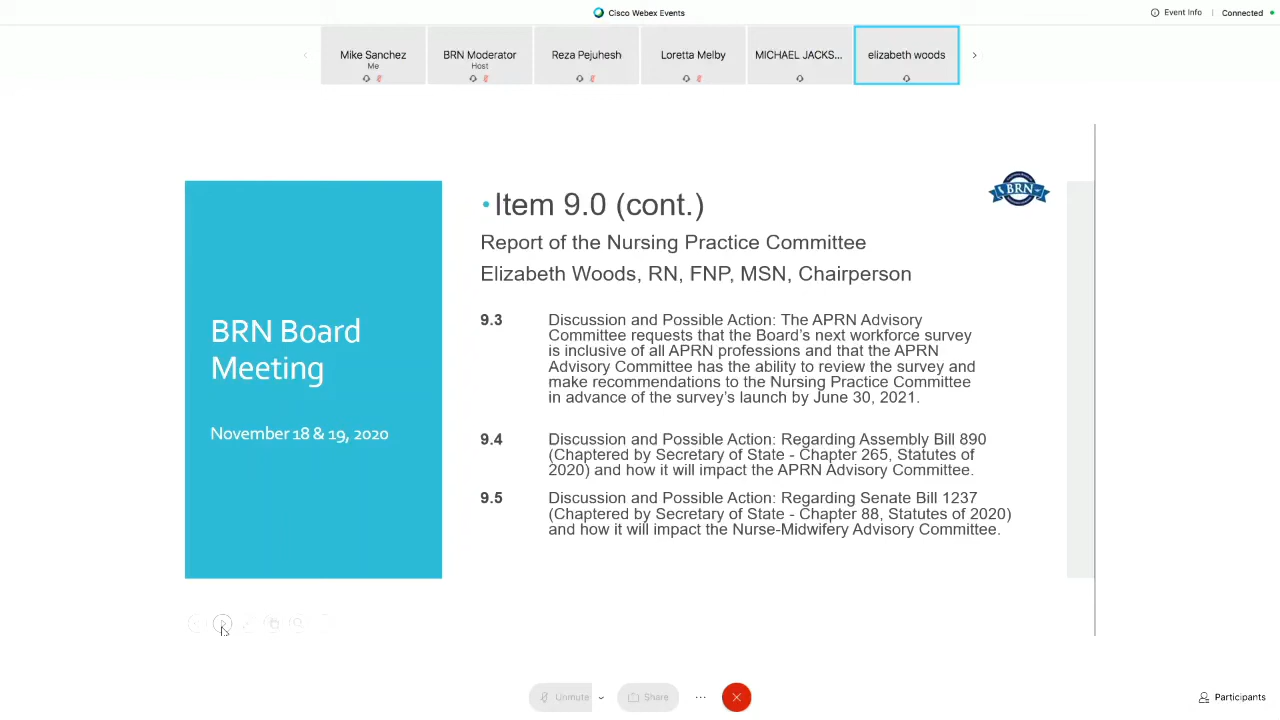 Cisco Webex Events
Event Info
Connected
Mike Sanchez
Me
BRN Moderator
Host
Reza Pejuhesh
Loretta Melby
MICHAEL JACKS...
elizabeth woods
BRN
• Item 9.0 (cont.)
Report of the Nursing Practice Committee
Elizabeth Woods, RN, FNP, MSN, Chairperson
BRN Board
Meeting
November 18 & 19, 2020
9.3 Discussion and Possible Action: The APRN Advisory
Committee requests that the Board's next workforce survey
is inclusive of all APRN professions and that the APRN
Advisory Committee has the ability to review the survey and
make recommendations to the Nursing Practice Committee
in advance of the survey's launch by June 30, 2021.
9.4 Discussion and Possible Action: Regarding Assembly Bill 890
(Chaptered by Secretary of State - Chapter 265, Statutes of
2020) and how it will impact the APRN Advisory Committee.
9.5 Discussion and Possible Action: Regarding Senate Bill 1237
(Chaptered by Secretary of State - Chapter 88, Statutes of 2020)
and how it will impact the Nurse-Midwifery Advisory Committee.
Unmute
Share
Participants